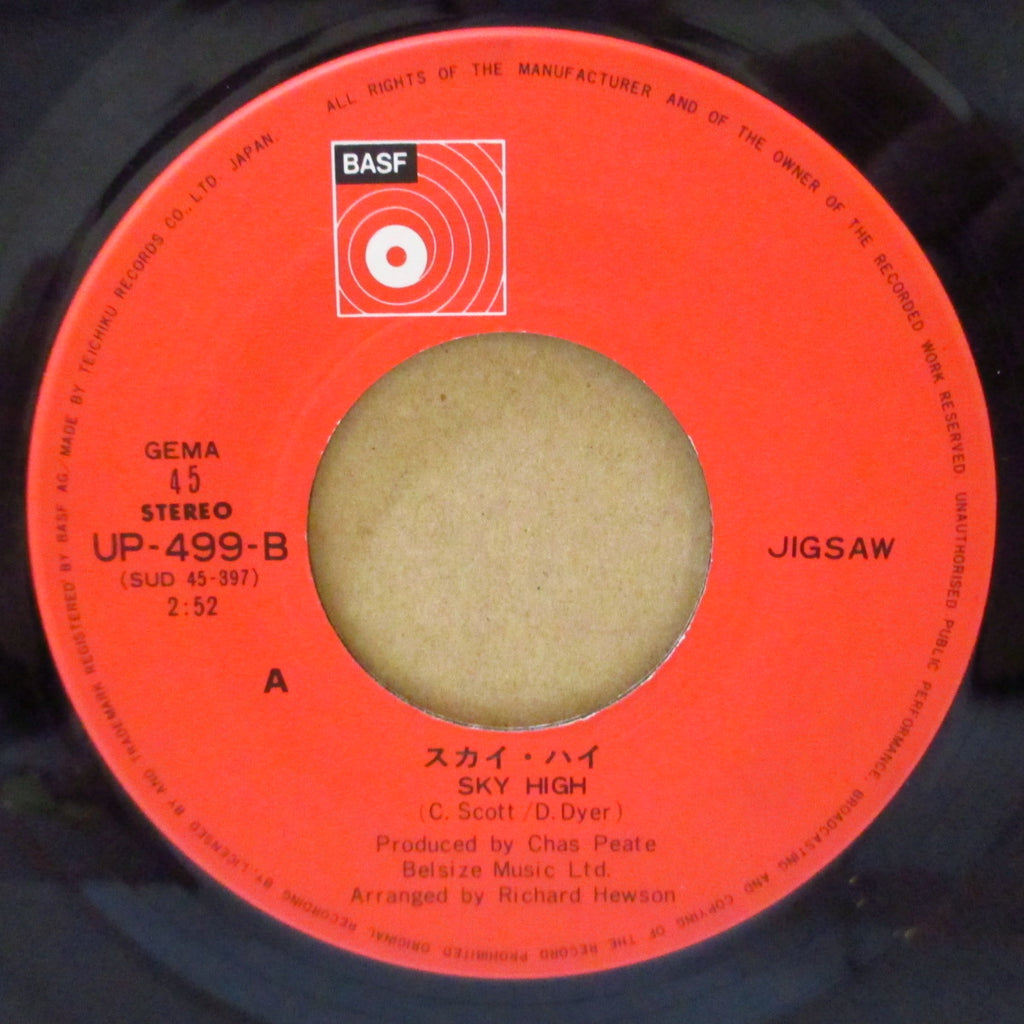 ALL RIGHTS OF THE MANUFACTURER AND OF THE OWNER OF THE RECORDED WORK RESERVED. UNAUTHORISED PUBLIC PERFORMANCE, BROADCASTING AND COPYING OF THE RECORD PROHIBITED. ORIGINAL RECORDING BY, LICENSED BY AND TRADEMARK REGISTERED BY BASF AG/MADE BY TEICHIKU RECORDS CO., LTD. JAPAN
BASF
GEMA
45
STEREO
UP-499-B
(SUD 45-397)
2:52
A
JIGSAW
スカイ・ハイ
SKY HIGH
(C. Scott/D. Dyer)
Produced by Chas Peate
Belsize Music Ltd.
Arranged by Richard Hewson